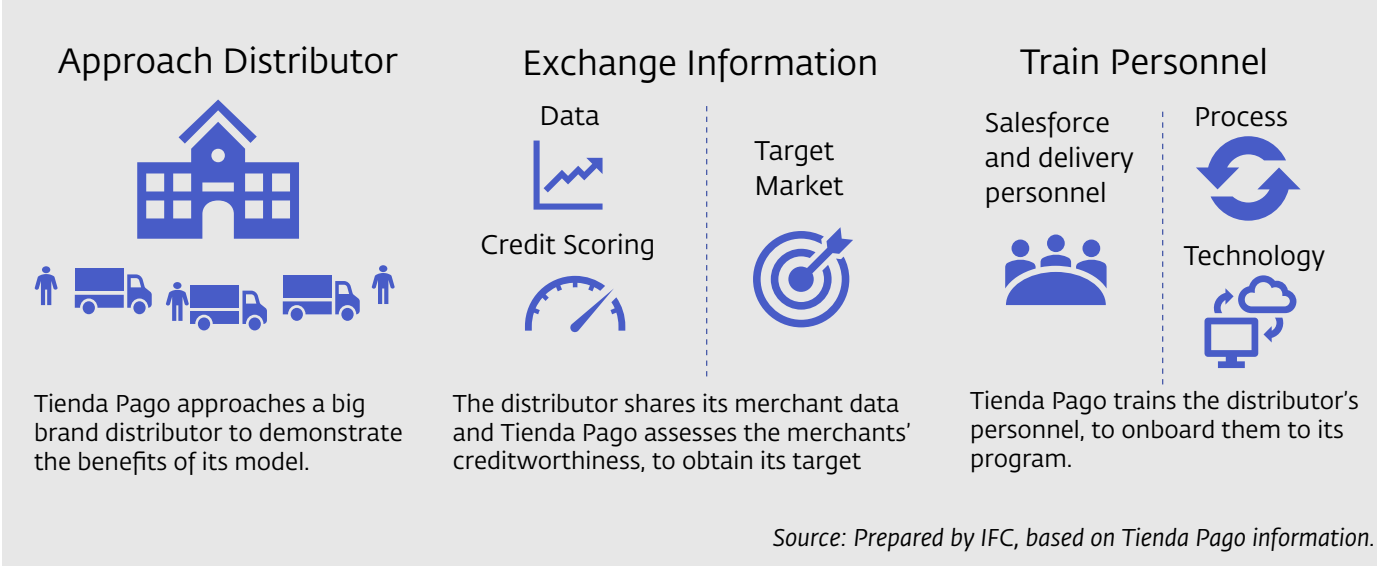 Approach Distributor
Tienda Pago approaches a big
brand distributor to demonstrate
the benefits of its model.
Exchange Information
Data
Credit Scoring
Target
Market
The distributor shares its merchant data
and Tienda Pago assesses the merchants’
creditworthiness, to obtain its target
Train Personnel
Salesforce
and delivery
personnel
Process
Technology
Tienda Pago trains the distributor’s
personnel, to onboard them to its
program.
Source: Prepared by IFC, based on Tienda Pago information.